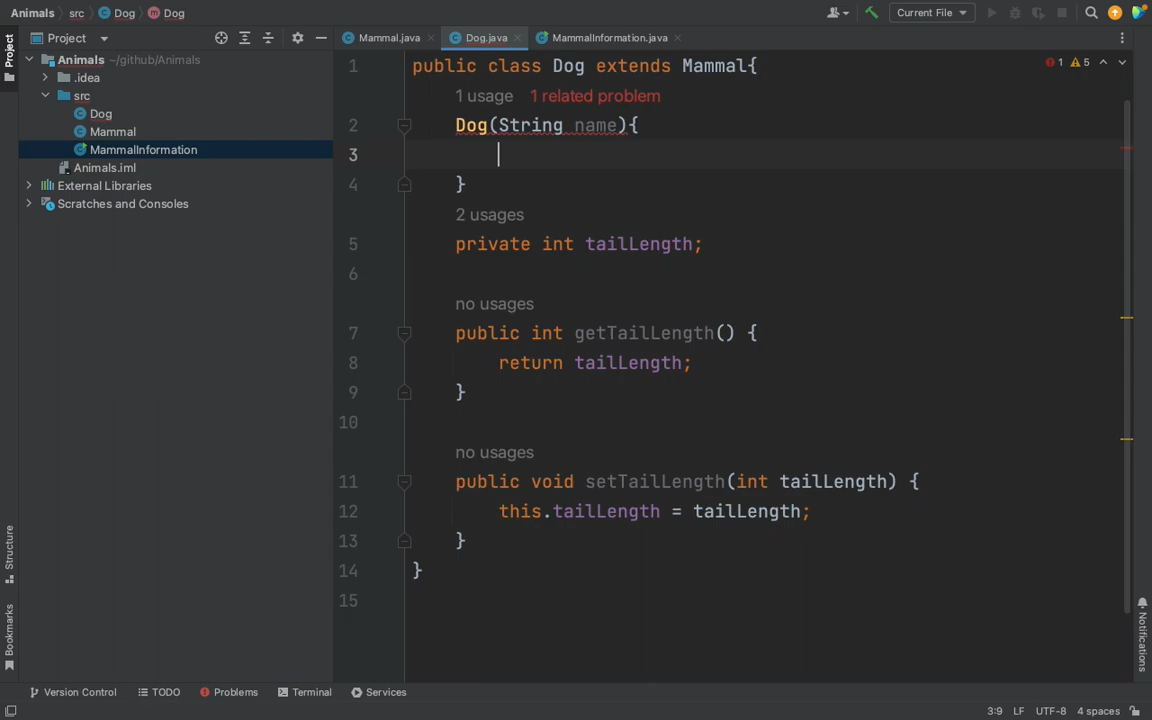 Animals src Dog Dog
Current File
Project
Mammal.java Dog.java MammalInformation.java
Project
Animals ~/github/Animals
.idea
src
Dog
Mammal
MammalInformation
Animals.iml
External Libraries
Scratches and Consoles
1 5
1 public class Dog extends Mammal{
1 usage 1 related problem
2 Dog(String name){
3
4 }
2 usages
5 private int tailLength;
6
no usages
7 public int getTailLength() {
8 return tailLength;
9 }
10
no usages
11 public void setTailLength(int tailLength) {
12 this.tailLength = tailLength;
13 }
14 }
15
Structure
Bookmarks
Notifications
Version Control TODO Problems Terminal Services
3:9 LF UTF-8 4 spaces